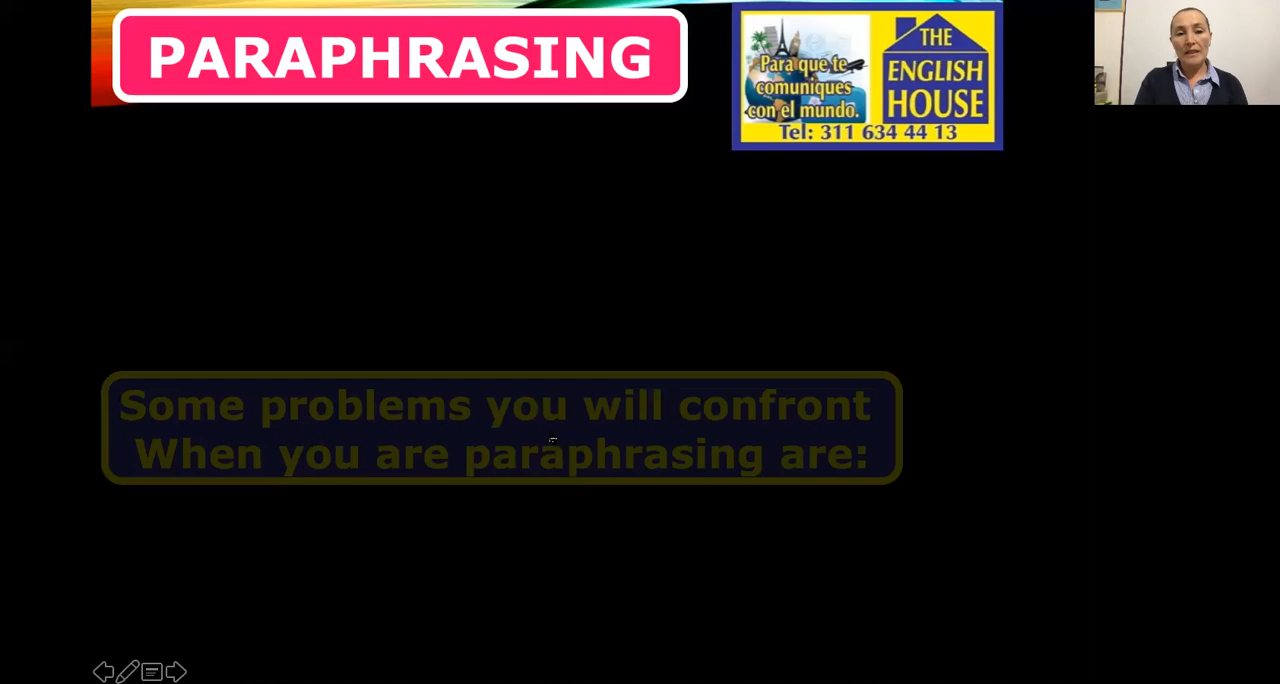 PARAPHRASING
Para que te
comuniques
con el mundo.
THE
ENGLISH
HOUSE
Tel: 311 634 44 13
Some problems you will confront
When you are paraphrasing are: